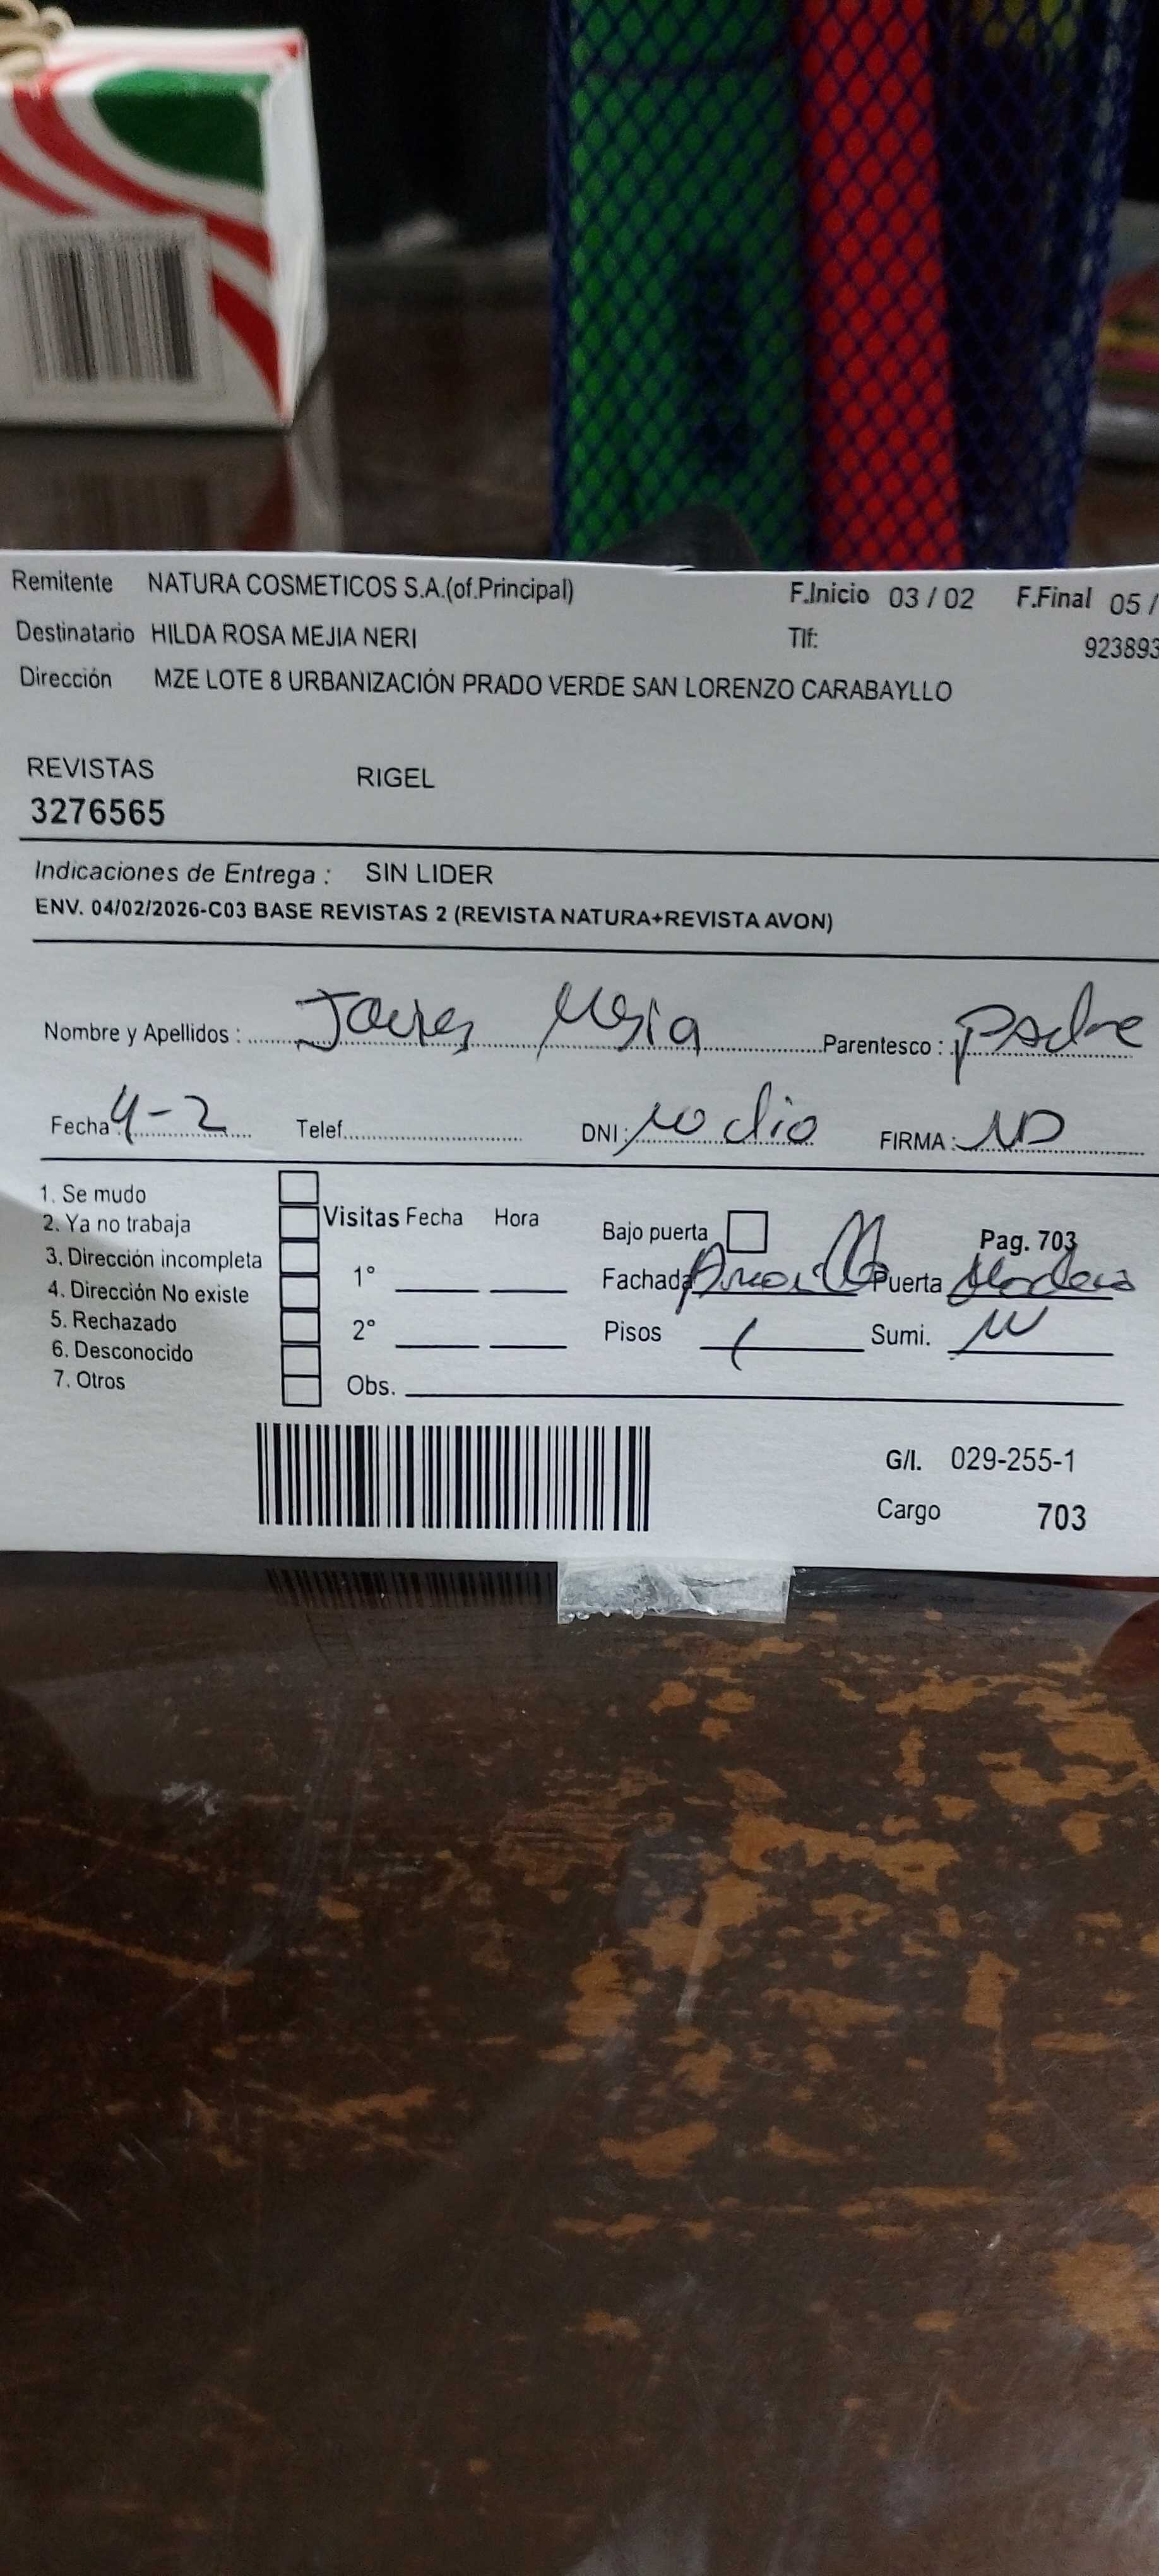 Remitente NATURA COSMETICOS S.A.(of.Principal) F.Inicio 03 / 02 F.Final 05 /
Destinatario HILDA ROSA MEJIA NERI Tlf: 923893
Dirección MZE LOTE 8 URBANIZACIÓN PRADO VERDE SAN LORENZO CARABAYLLO
REVISTAS RIGEL
3276565
Indicaciones de Entrega : SIN LIDER
ENV. 04/02/2026-C03 BASE REVISTAS 2 (REVISTA NATURA+REVISTA AVON)
Nombre y Apellidos : Parentesco : padre
Fecha : 4-2 Telef. DNI : no dio FIRMA :
1. Se mudo
2. Ya no trabaja Visitas Fecha Hora Bajo puerta Pag. 703
3. Dirección incompleta 1° Fachada Puerta
4. Dirección No existe
5. Rechazado 2° Pisos 1 Sumi.
6. Desconocido
7. Otros Obs.
G/I. 029-255-1
Cargo 703